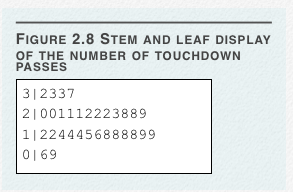 FIGURE 2.8 STEM AND LEAF DISPLAY
OF THE NUMBER OF TOUCHDOWN
PASSES
3|2337
2|001112223889
1|2244456888899
0|69